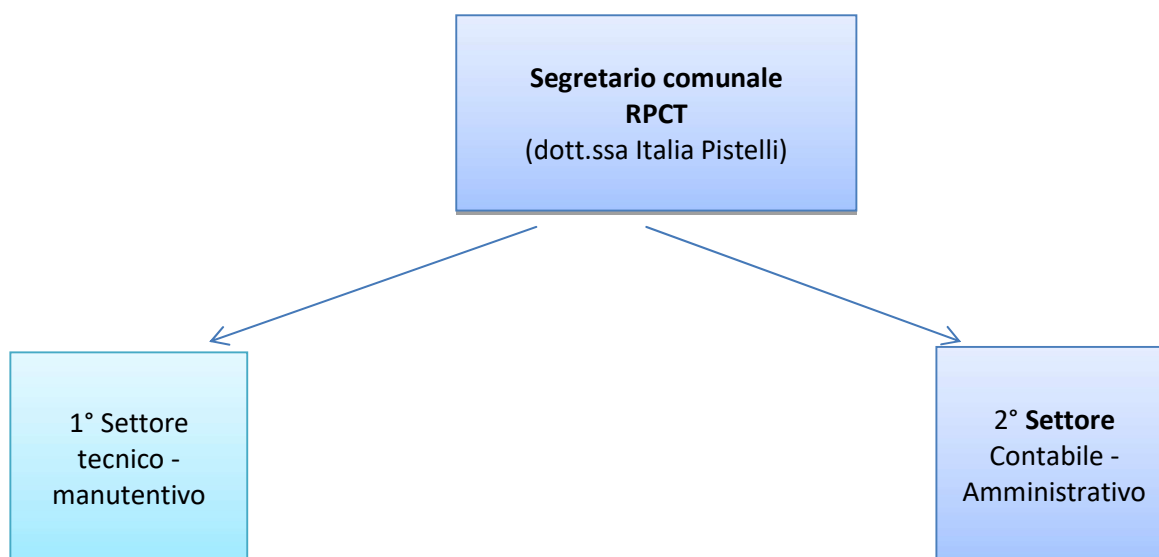 Segretario comunale
RPCT
(dott.ssa Italia Pistelli)
1° Settore
tecnico -
manutentivo
2° Settore
Contabile -
Amministrativo